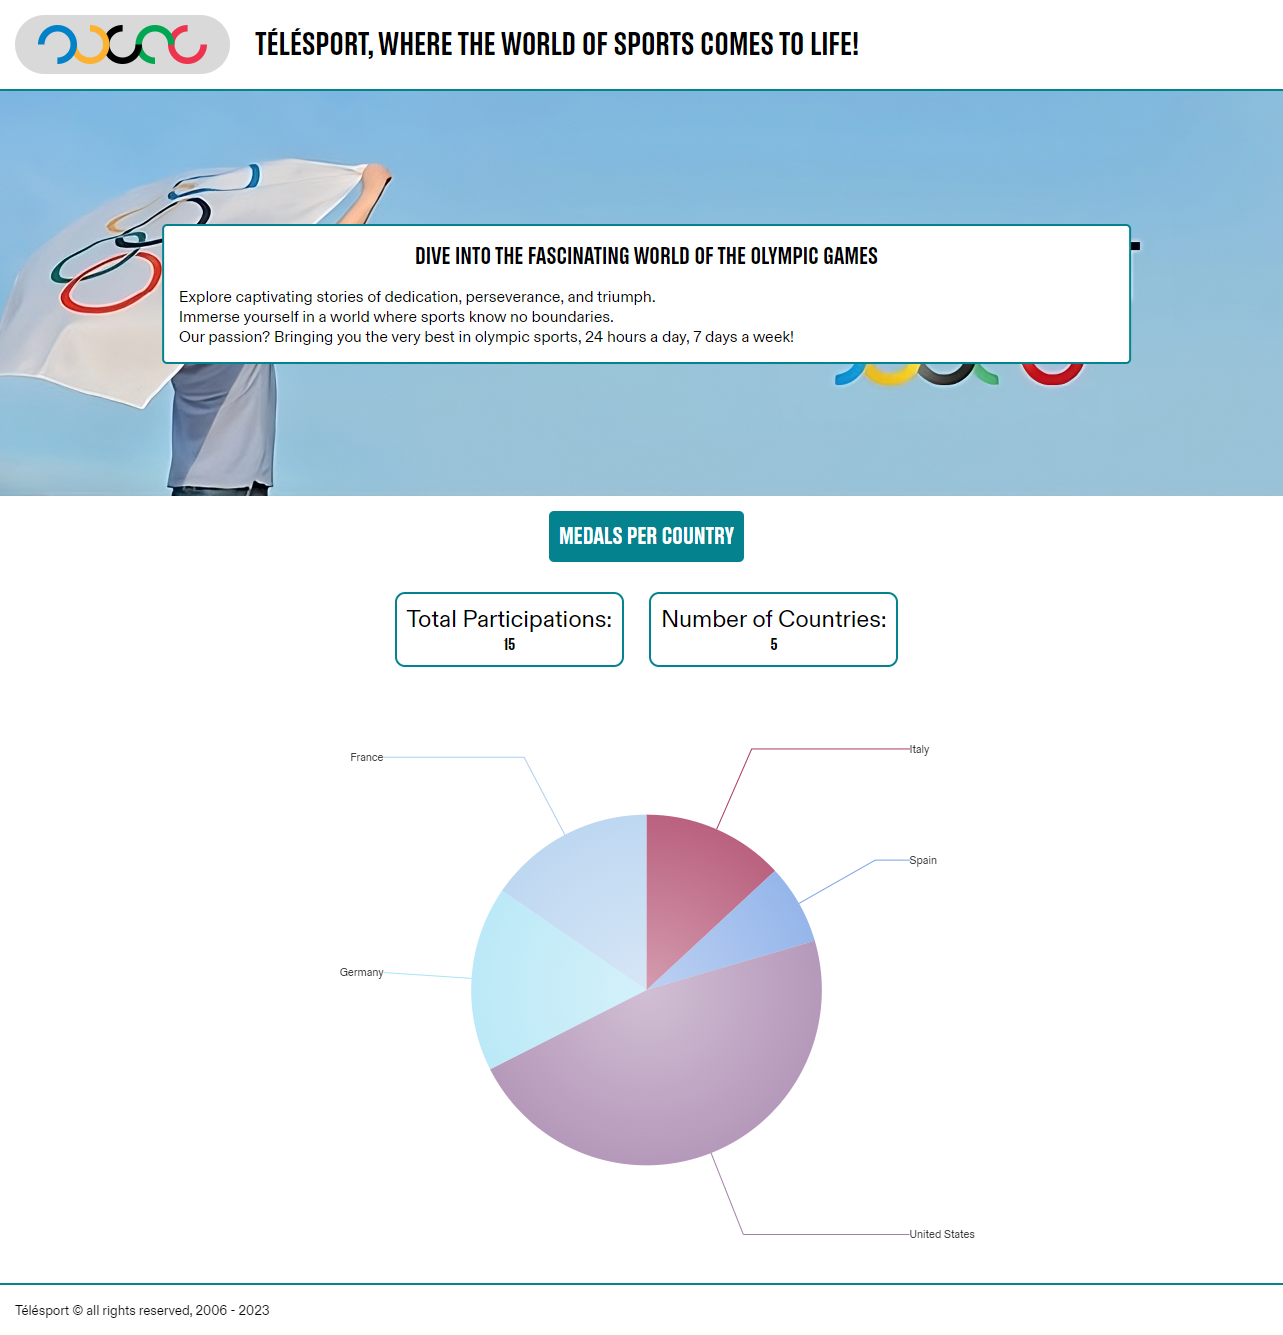 TÉLÉSPORT, WHERE THE WORLD OF SPORTS COMES TO LIFE!
DIVE INTO THE FASCINATING WORLD OF THE OLYMPIC GAMES
Explore captivating stories of dedication, perseverance, and triumph.
Immerse yourself in a world where sports know no boundaries.
Our passion? Bringing you the very best in olympic sports, 24 hours a day, 7 days a week!
MEDALS PER COUNTRY
Total Participations:
15
Number of Countries:
5
Italy
France
Spain
Germany
United States
Télésport © all rights reserved, 2006 - 2023